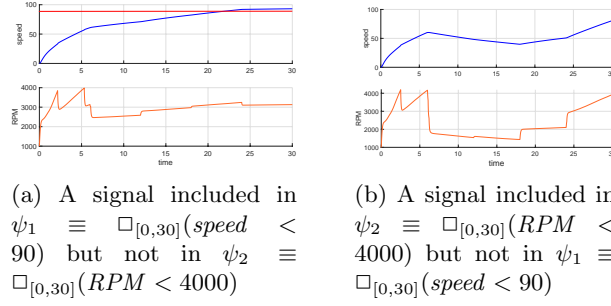 100
speed
50
0
0 5 10 15 20 25 30
4000
3000
2000
1000
RPM
0 5 10 15 20 25 30
time
(a) A signal included in
ψ1 ≡ □[0,30](speed <
90) but not in ψ2 ≡
□[0,30](RPM < 4000)
100
speed
50
0
0 5 10 15 20 25 30
4000
3000
2000
1000
RPM
0 5 10 15 20 25 30
time
(b) A signal included in
ψ2 ≡ □[0,30](RPM <
4000) but not in ψ1 ≡
□[0,30](speed < 90)